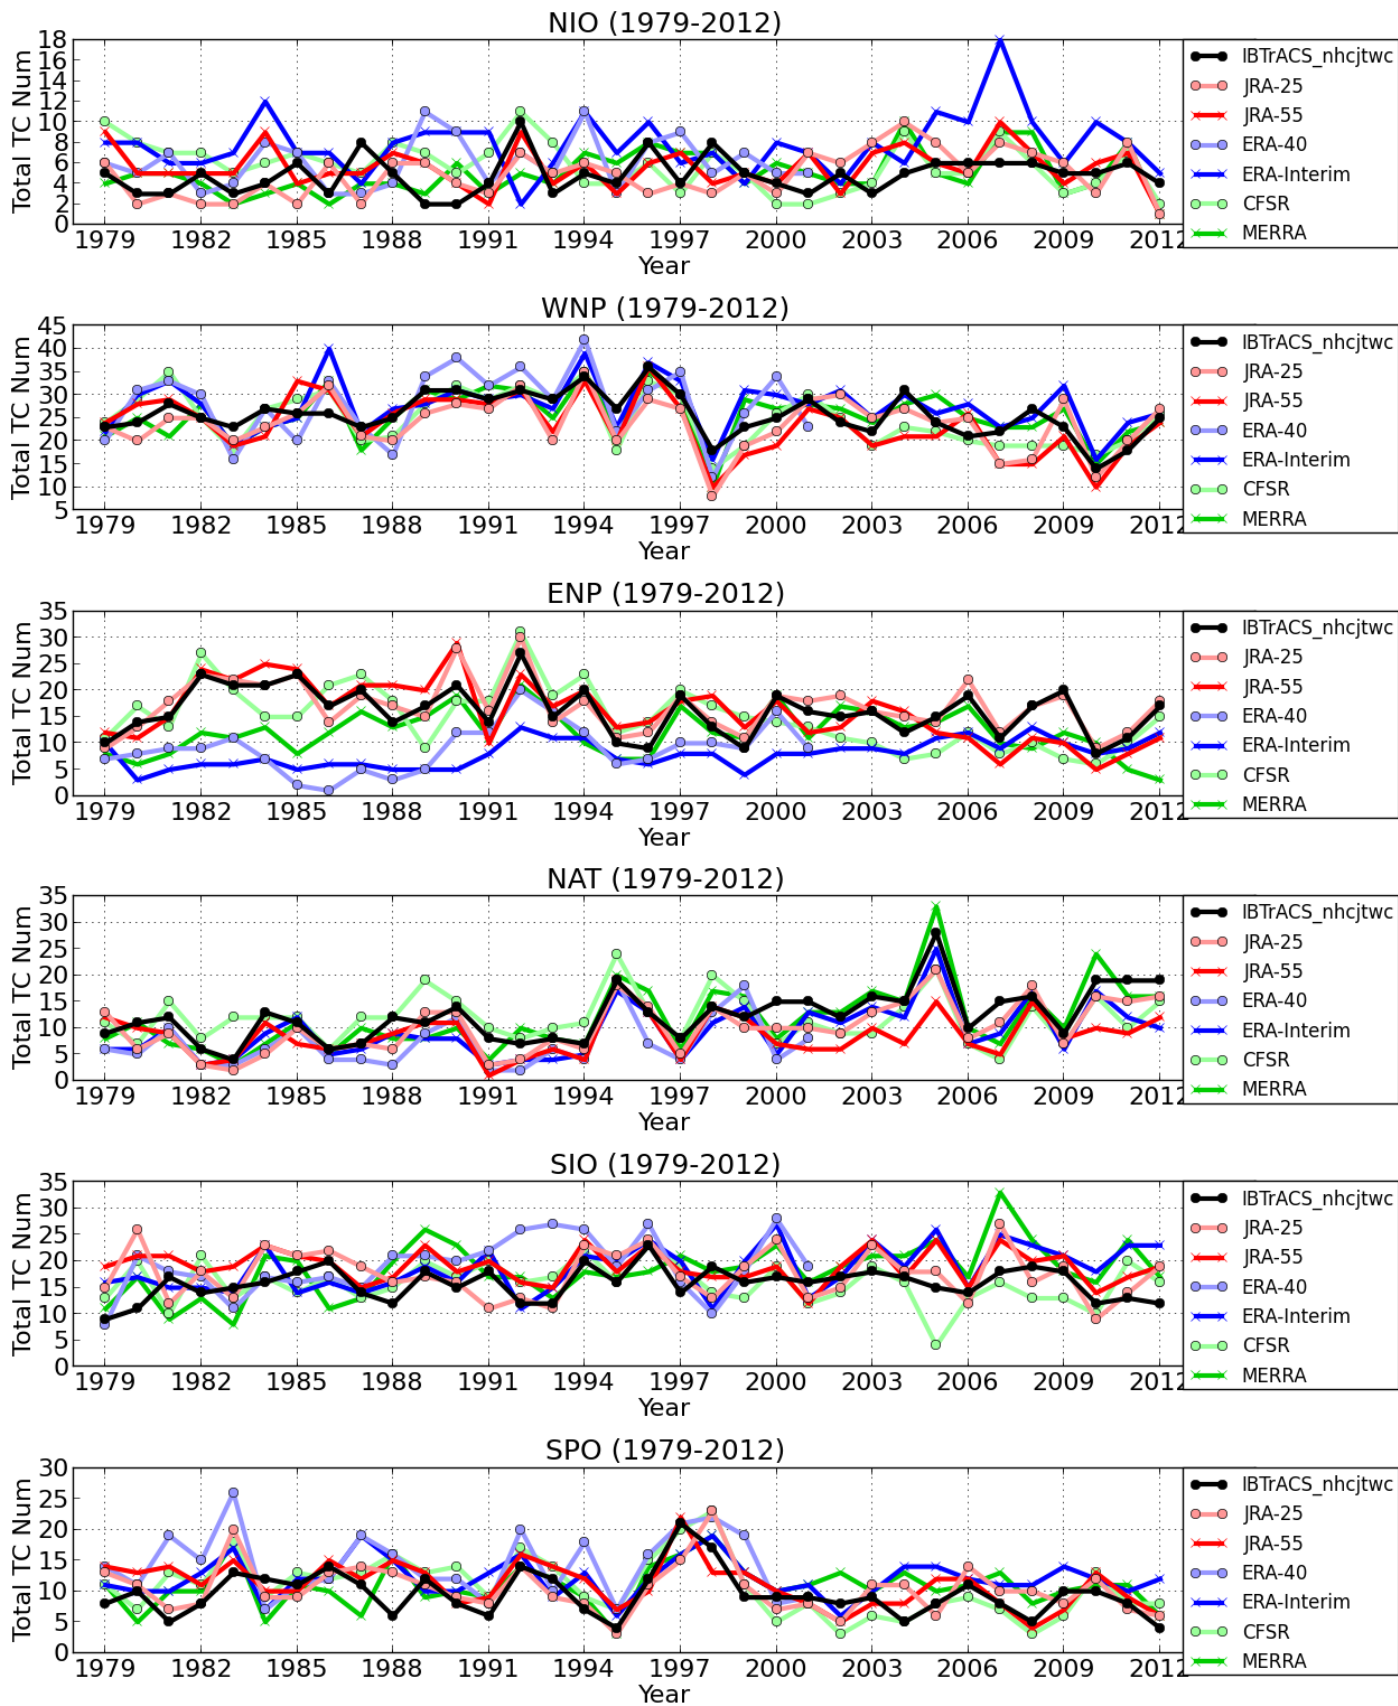 NIO (1979-2012)
Total TC Num
18
16
14
12
10
8
6
4
2
0
1979 1982 1985 1988 1991 1994 1997 2000 2003 2006 2009 2012
Year
IBTrACS_nhcjtwc
JRA-25
JRA-55
ERA-40
ERA-Interim
CFSR
MERRA
WNP (1979-2012)
Total TC Num
45
40
35
30
25
20
15
10
5
1979 1982 1985 1988 1991 1994 1997 2000 2003 2006 2009 2012
Year
IBTrACS_nhcjtwc
JRA-25
JRA-55
ERA-40
ERA-Interim
CFSR
MERRA
ENP (1979-2012)
Total TC Num
35
30
25
20
15
10
5
0
1979 1982 1985 1988 1991 1994 1997 2000 2003 2006 2009 2012
Year
IBTrACS_nhcjtwc
JRA-25
JRA-55
ERA-40
ERA-Interim
CFSR
MERRA
NAT (1979-2012)
Total TC Num
35
30
25
20
15
10
5
0
1979 1982 1985 1988 1991 1994 1997 2000 2003 2006 2009 2012
Year
IBTrACS_nhcjtwc
JRA-25
JRA-55
ERA-40
ERA-Interim
CFSR
MERRA
SIO (1979-2012)
Total TC Num
35
30
25
20
15
10
5
0
1979 1982 1985 1988 1991 1994 1997 2000 2003 2006 2009 2012
Year
IBTrACS_nhcjtwc
JRA-25
JRA-55
ERA-40
ERA-Interim
CFSR
MERRA
SPO (1979-2012)
Total TC Num
30
25
20
15
10
5
0
1979 1982 1985 1988 1991 1994 1997 2000 2003 2006 2009 2012
Year
IBTrACS_nhcjtwc
JRA-25
JRA-55
ERA-40
ERA-Interim
CFSR
MERRA